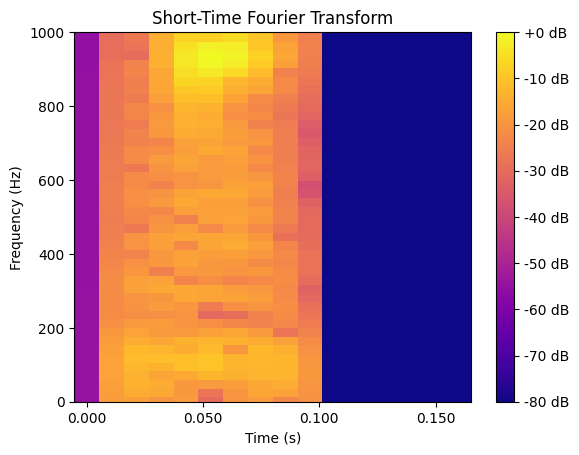 Short-Time Fourier Transform
1000
800
600
400
200
0
Frequency (Hz)
0.000
0.050
0.100
0.150
Time (s)
+0 dB
-10 dB
-20 dB
-30 dB
-40 dB
-50 dB
-60 dB
-70 dB
-80 dB